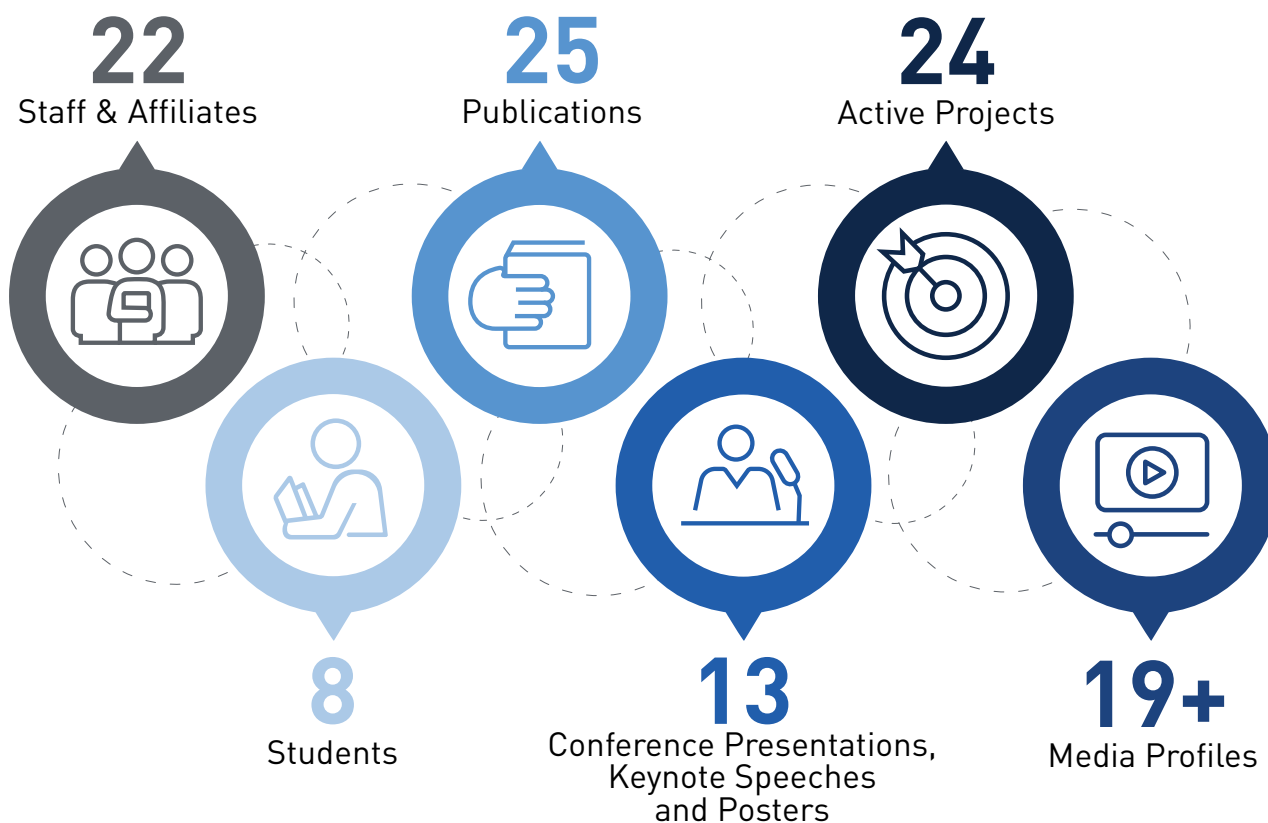 22
Staff & Affiliates
25
Publications
24
Active Projects
8
Students
13
Conference Presentations,
Keynote Speeches
and Posters
19+
Media Profiles